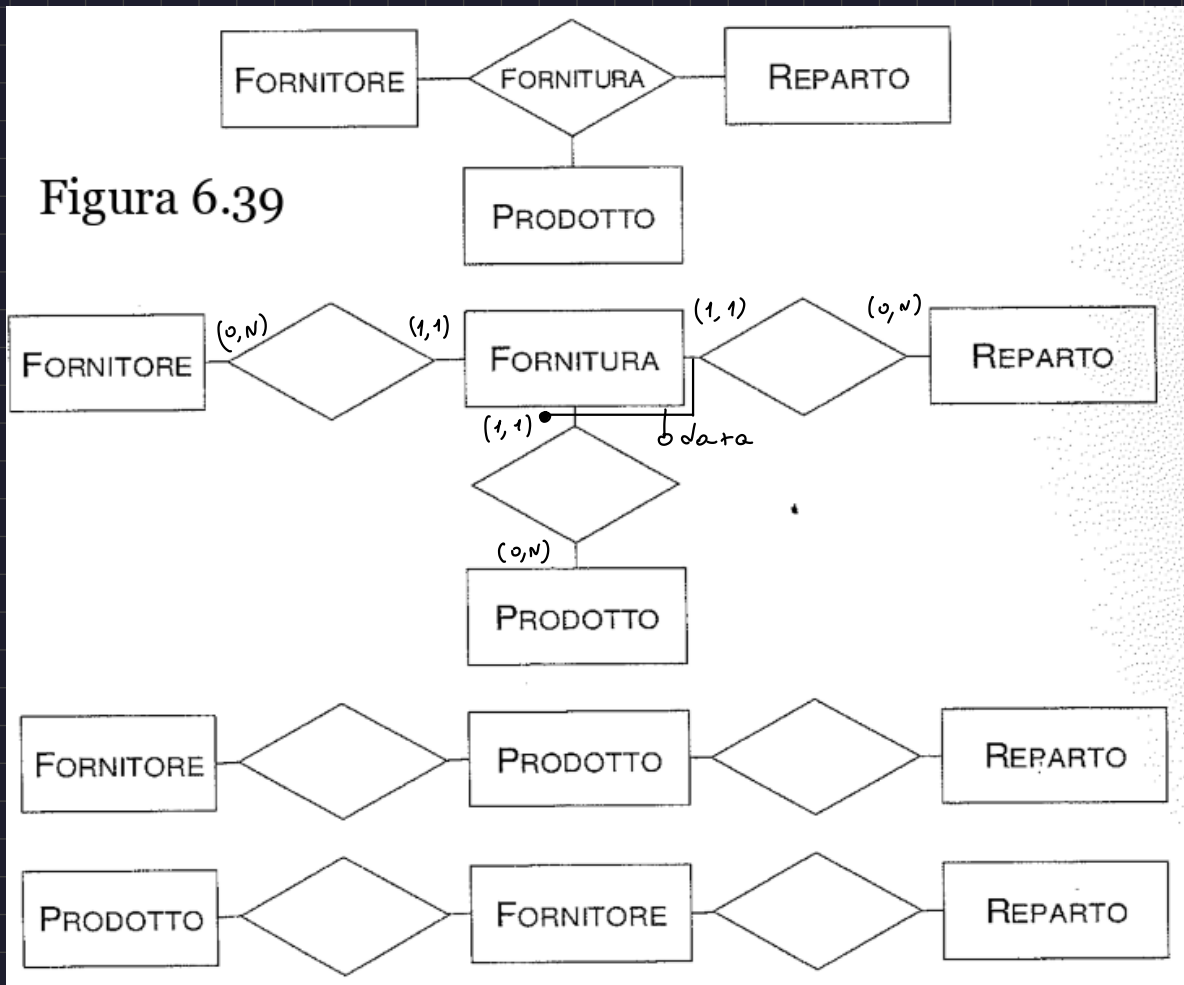 FORNITORE FORNITURA REPARTO
Figura 6.39
PRODOTTO
(0,N) (1,1) (1,1) (0,N)
FORNITORE FORNITURA REPARTO
(1,1) data
(0,N)
PRODOTTO
FORNITORE PRODOTTO REPARTO
PRODOTTO FORNITORE REPARTO